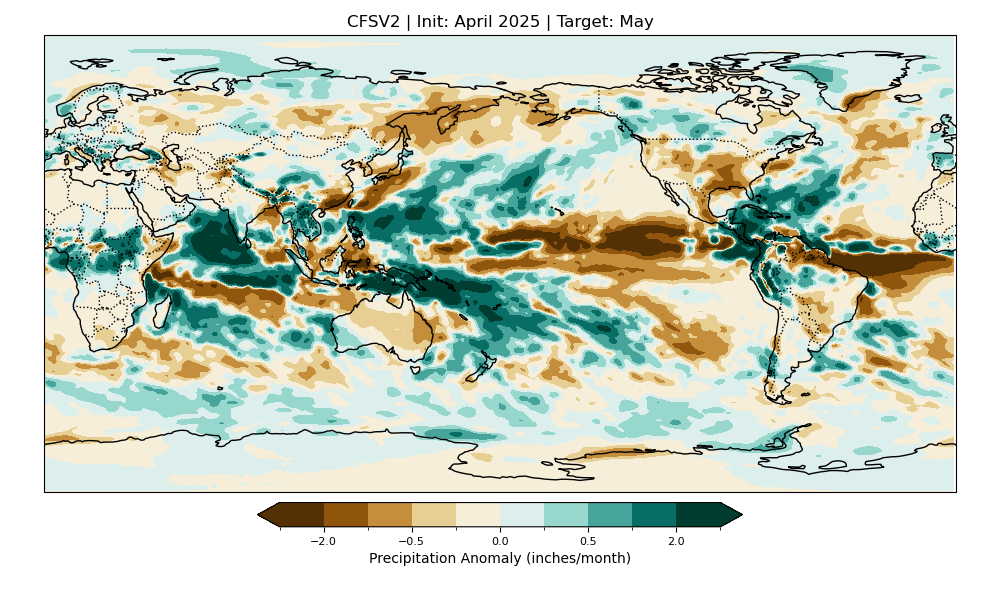 CFSV2 | Init: April 2025 | Target: May
−2.0 −0.5 0.0 0.5 2.0
Precipitation Anomaly (inches/month)